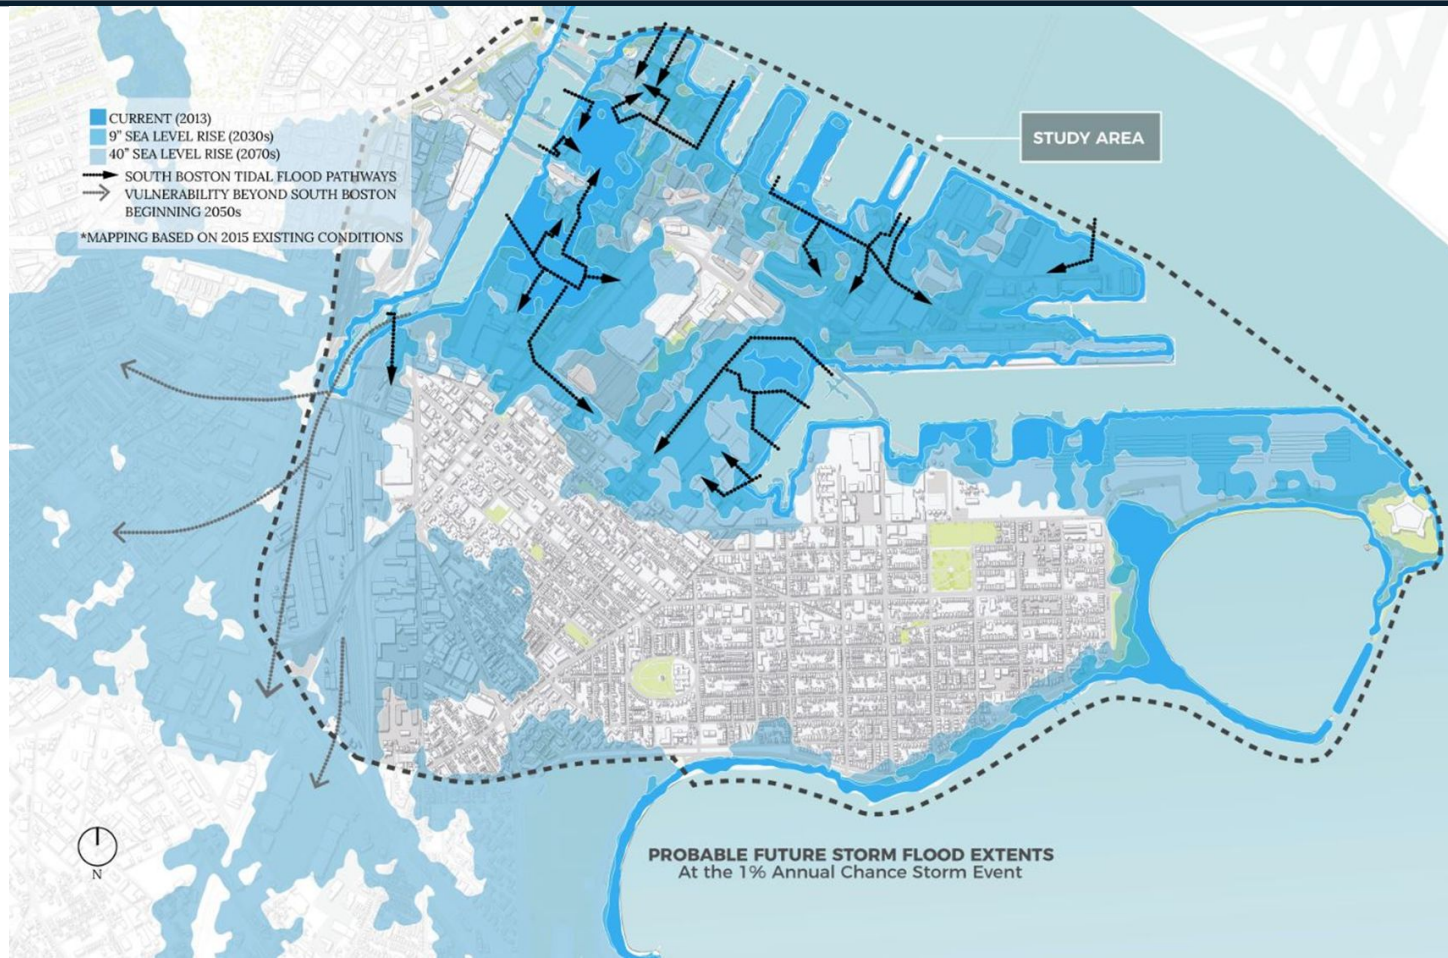 CURRENT (2013)
9" SEA LEVEL RISE (2030s)
40" SEA LEVEL RISE (2070s)
SOUTH BOSTON TIDAL FLOOD PATHWAYS
VULNERABILITY BEYOND SOUTH BOSTON
BEGINNING 2050s
*MAPPING BASED ON 2015 EXISTING CONDITIONS
STUDY AREA
N
PROBABLE FUTURE STORM FLOOD EXTENTS
At the 1% Annual Chance Storm Event